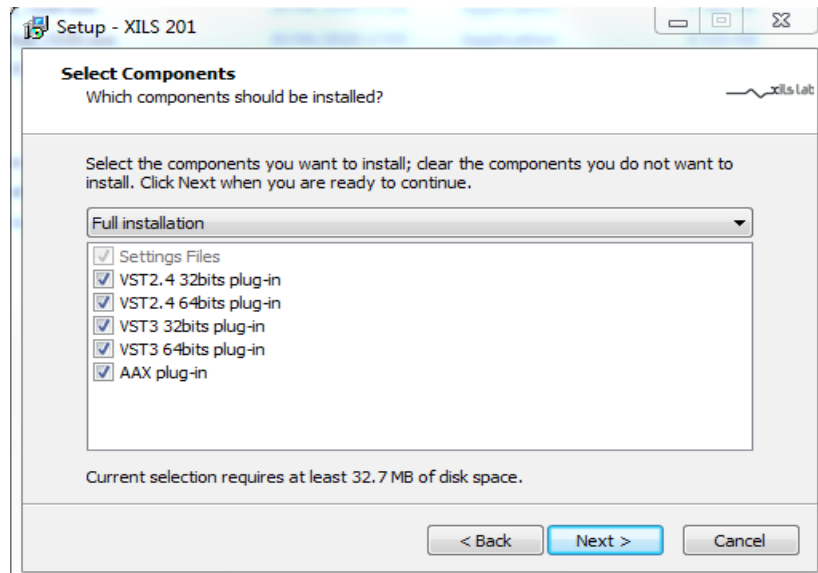 Setup - XILS 201
Select Components
Which components should be installed?
xils lab
Select the components you want to install; clear the components you do not want to
install. Click Next when you are ready to continue.
Full installation
Settings Files
VST2.4 32bits plug-in
VST2.4 64bits plug-in
VST3 32bits plug-in
VST3 64bits plug-in
AAX plug-in
Current selection requires at least 32.7 MB of disk space.
< Back
Next >
Cancel